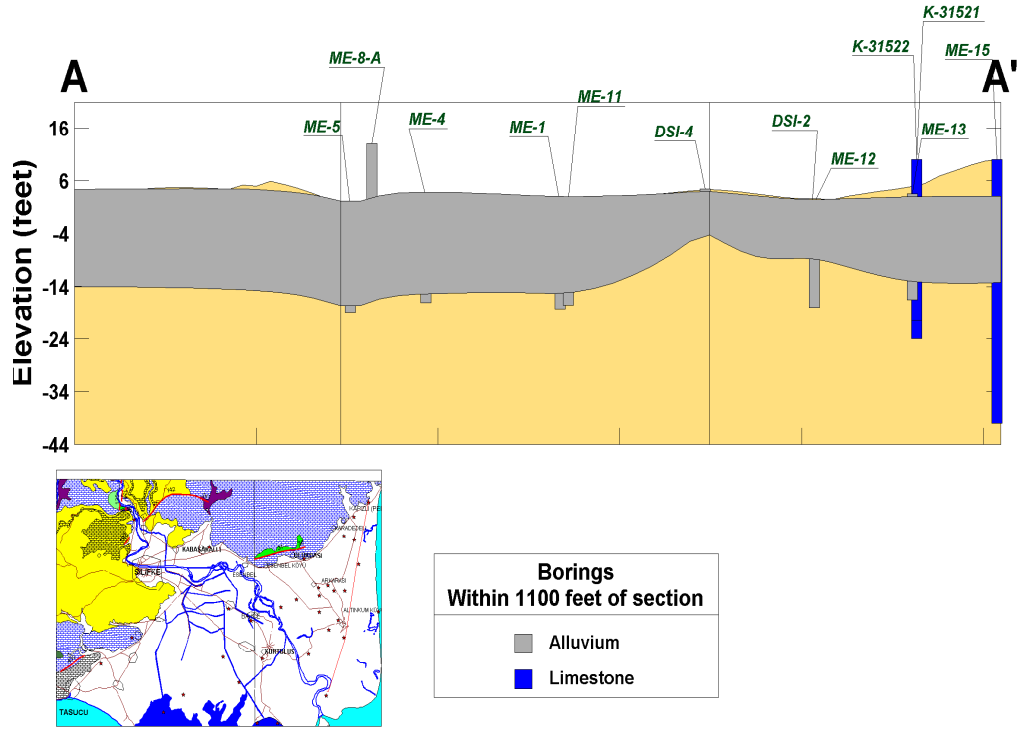 K-31521
K-31522
ME-15
ME-8-A
A
A'
ME-11
ME-5
ME-4
ME-1
DSI-4
DSI-2
ME-13
ME-12
Elevation (feet)
16
6
-4
-14
-24
-34
-44
SILIFKE
TASUCU
ARKARASI
Borings
Within 1100 feet of section
Alluvium
Limestone